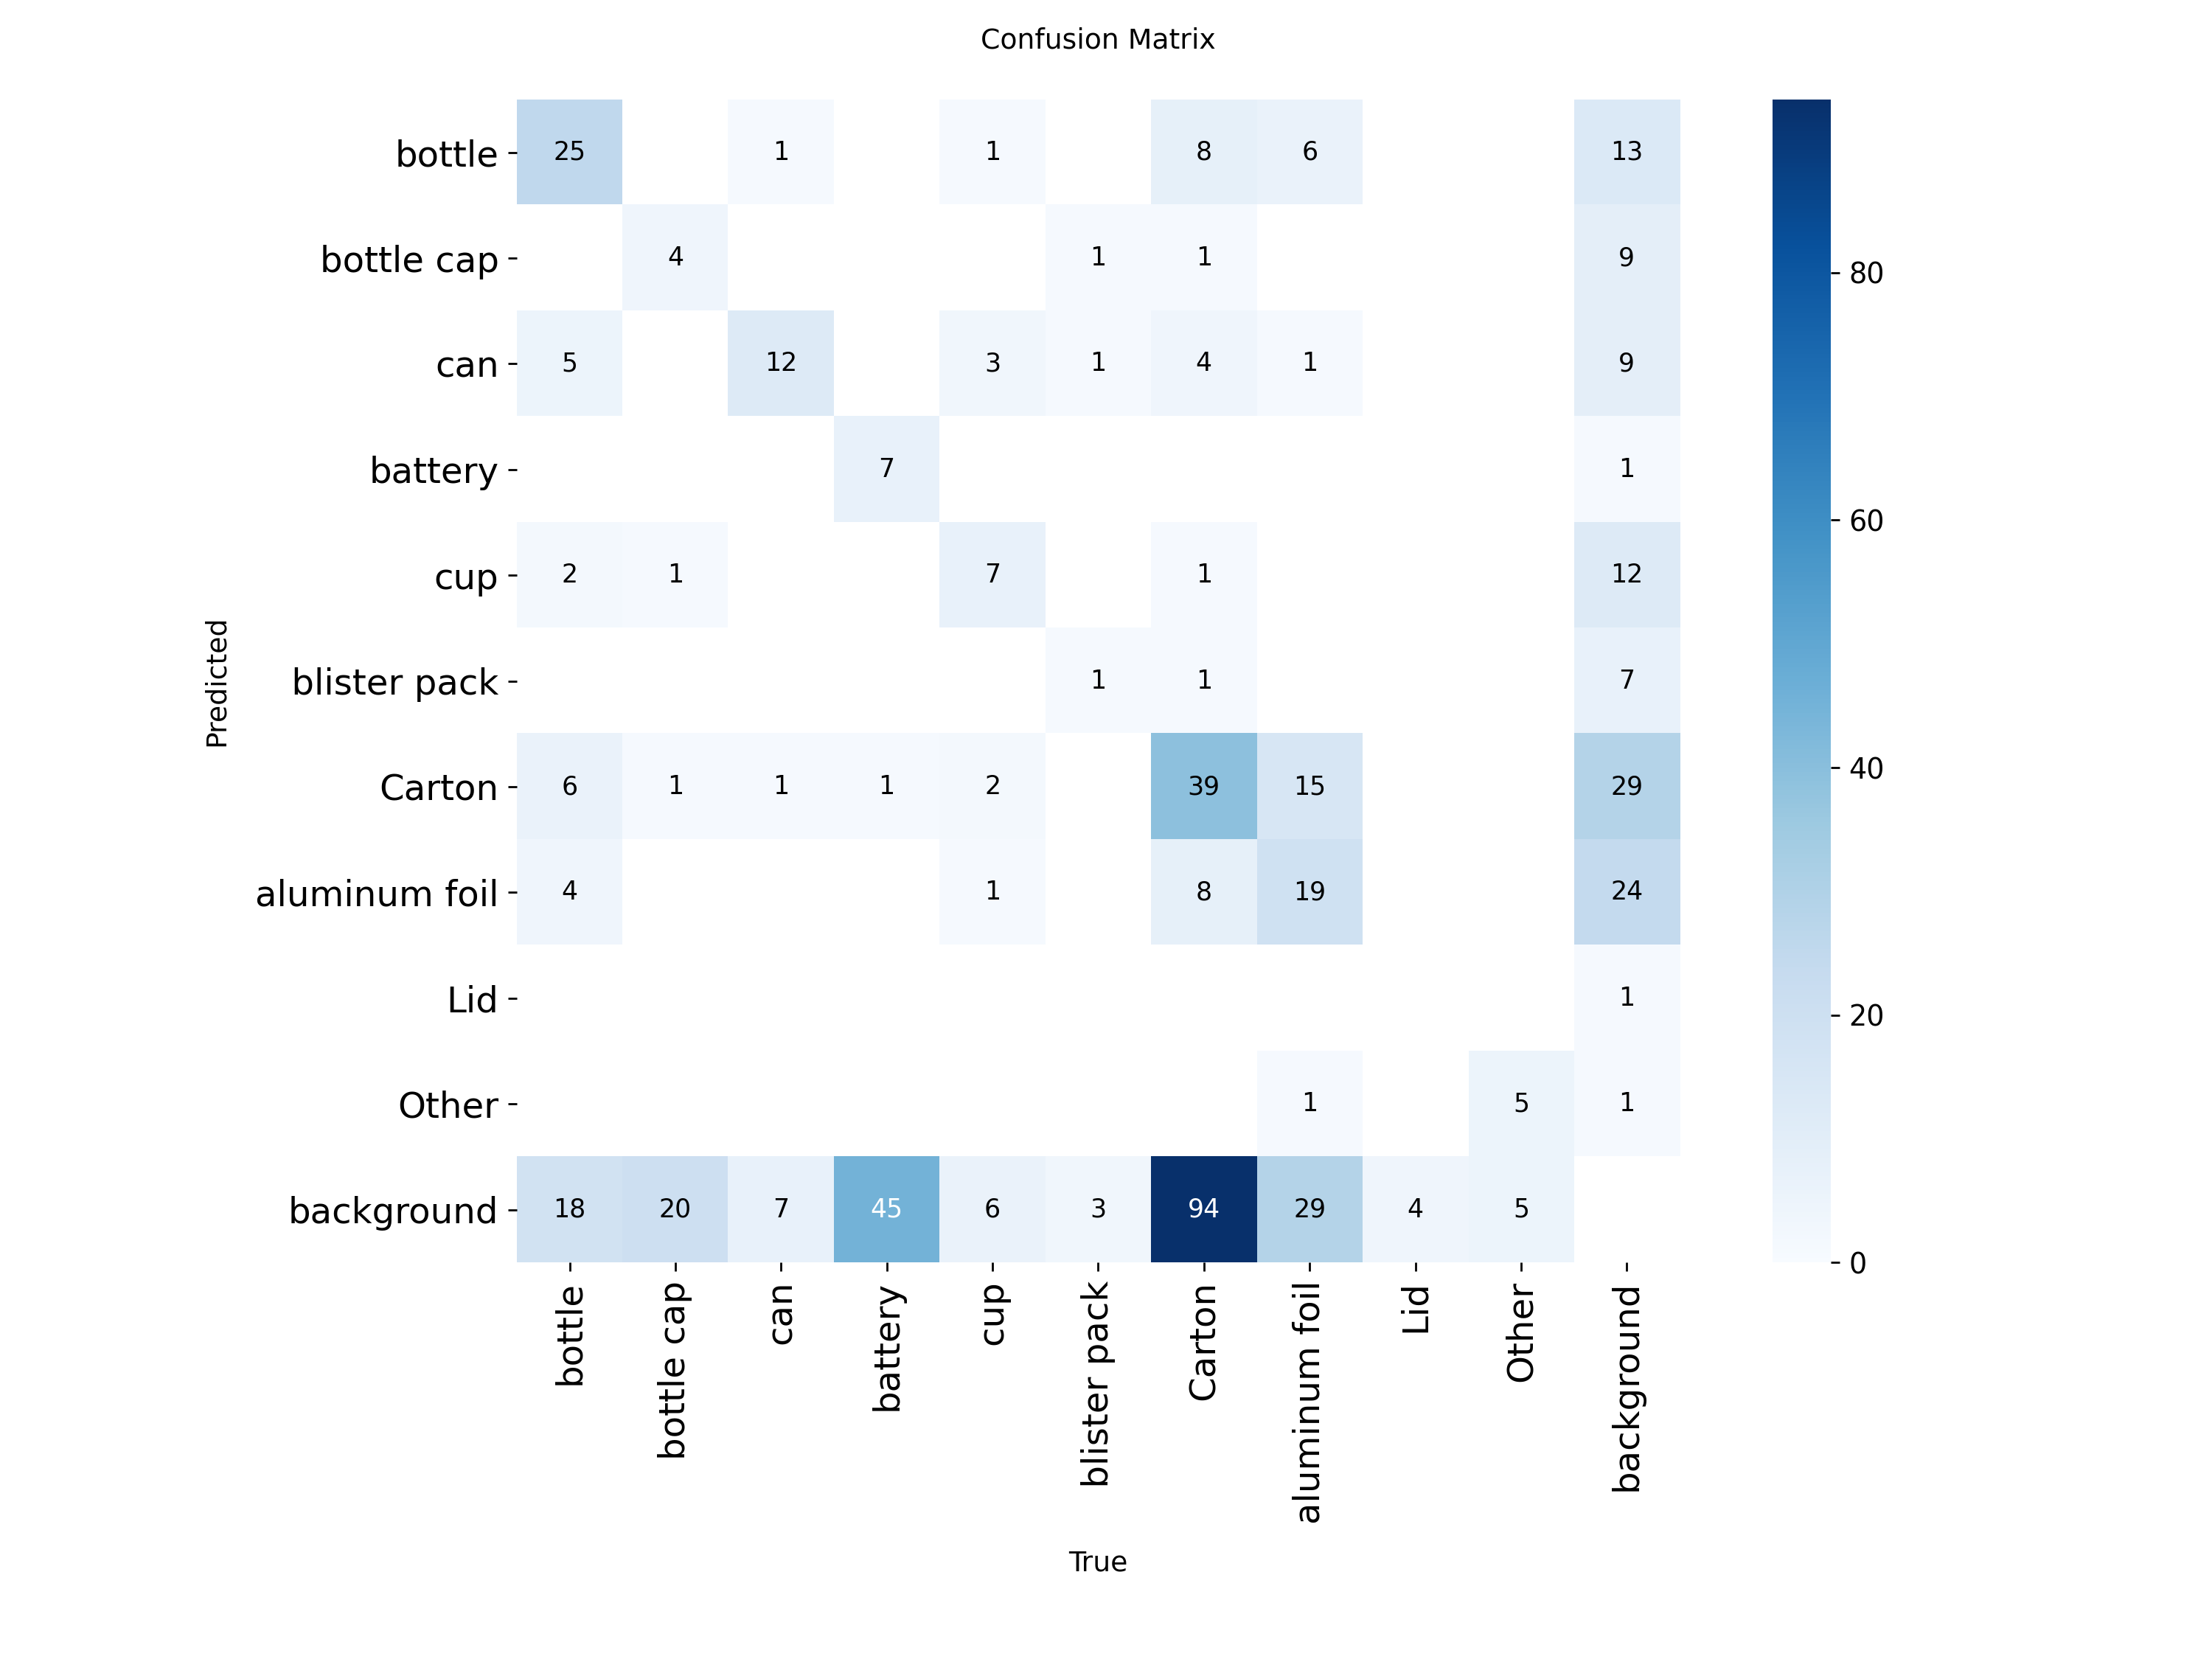 Confusion Matrix
Predicted
bottle 25 1 1 8 6 13
bottle cap 4 1 1 9
can 5 12 3 1 4 1 9
battery 7 1
cup 2 1 7 1 12
blister pack 1 1 7
Carton 6 1 1 1 2 39 15 29
aluminum foil 4 1 8 19 24
Lid 1
Other 1 5 1
background 18 20 7 45 6 3 94 29 4 5
bottle bottle cap can battery cup blister pack Carton aluminum foil Lid Other background
True
80
60
40
20
0